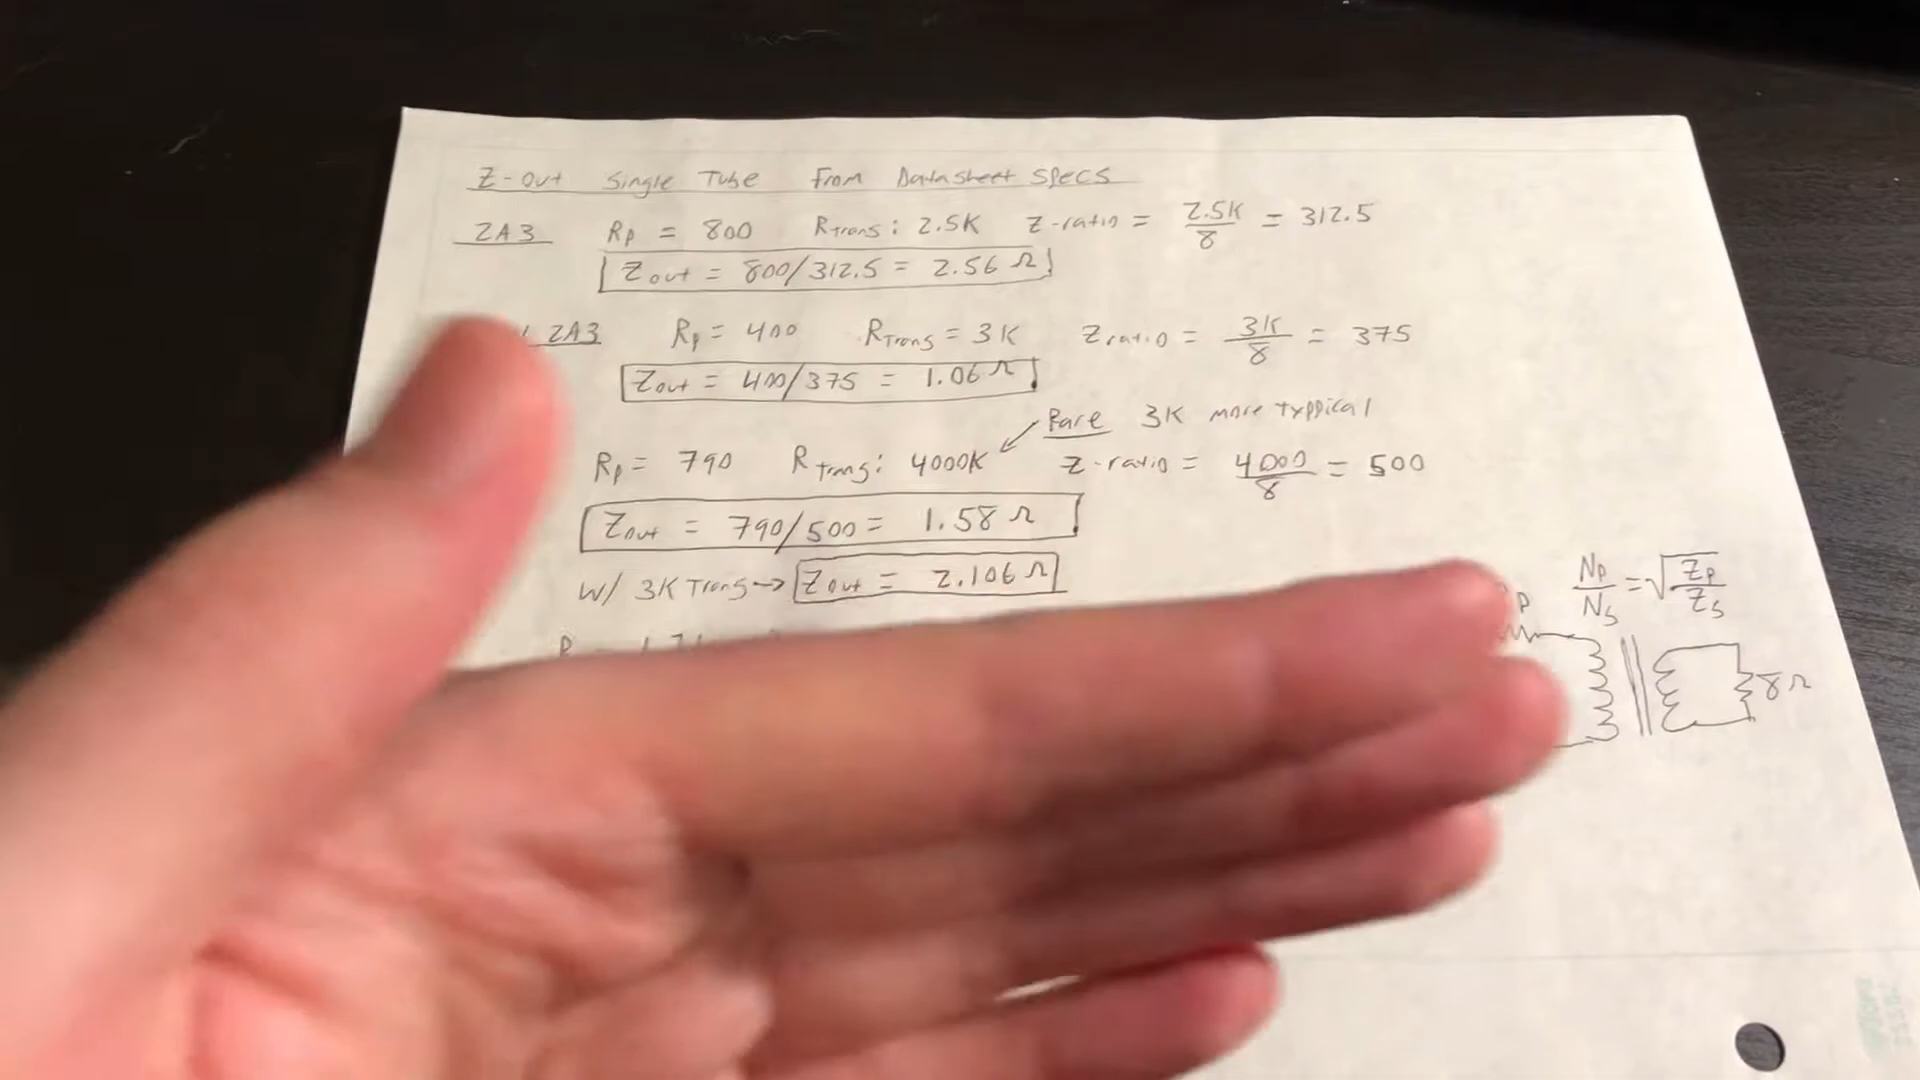 Z-out Single Tube From Datasheet Specs
2A3 Rp = 800 RTrans: 2.5K Z-ratio = 2.5K/8 = 312.5
Zout = 800/312.5 = 2.56 Ω
2A3 Rp = 400 RTrans = 3K Zratio = 3K/8 = 375
Zout = 400/375 = 1.06 Ω
Rare 3K more typpical
Rp = 790 RTrans: 4000K Z-ratio = 4000/8 = 500
Zout = 790/500 = 1.58 Ω
W/ 3K Trans → Zout = 2.106 Ω
Np/Ns = √Zp/Zs
8 Ω